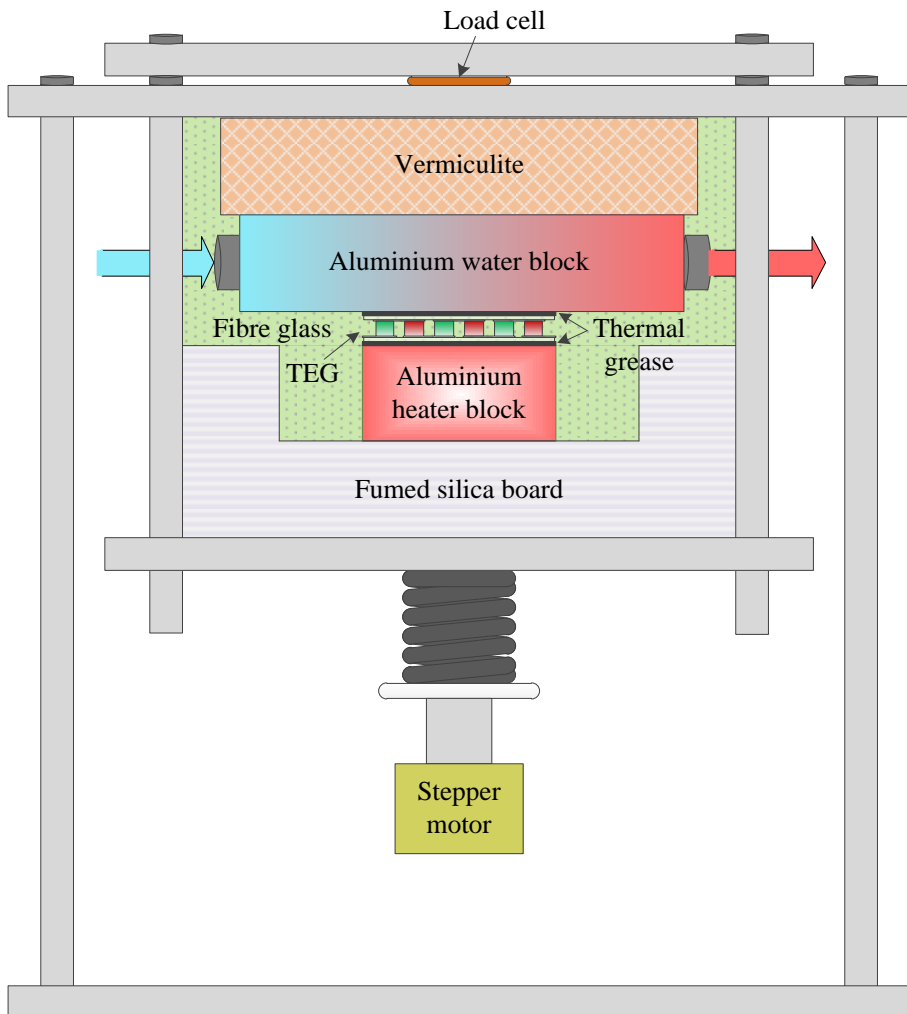 Load cell
Vermiculite
Aluminium water block
Fibre glass
Thermal
grease
TEG
Aluminium
heater block
Fumed silica board
Stepper
motor